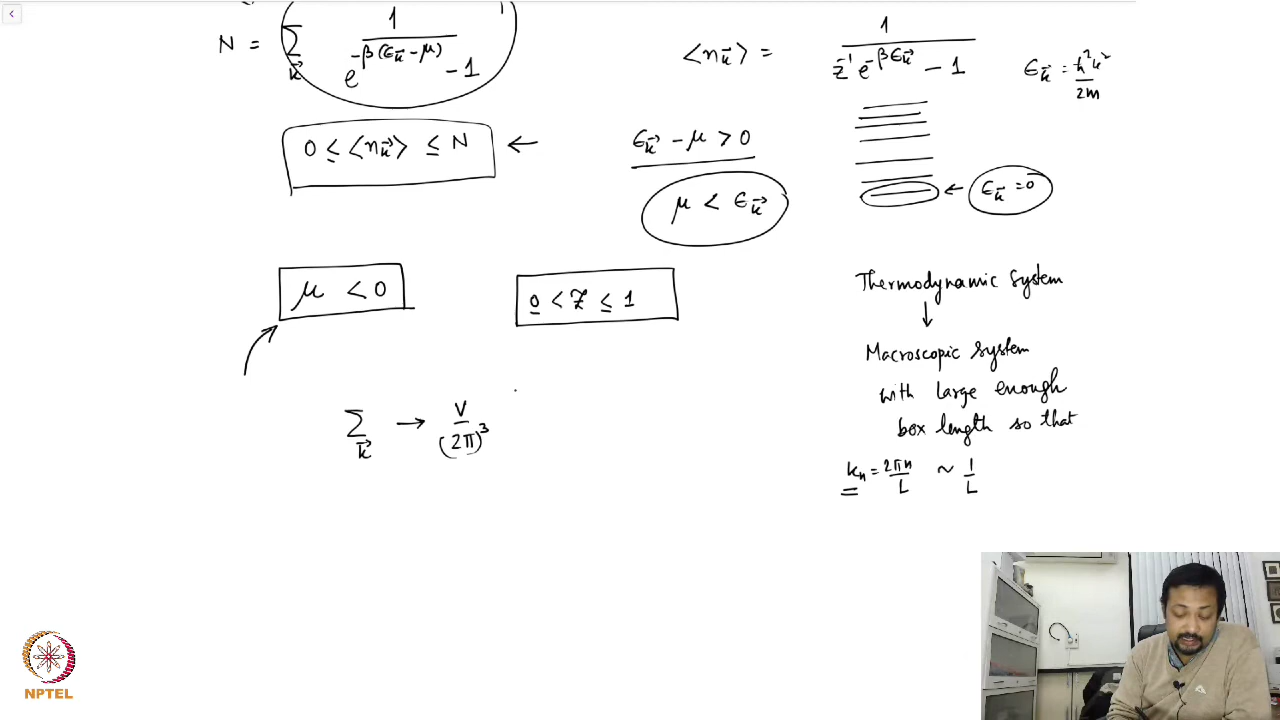 N = Σ_k⃗ 1 / (e^{-β(ε_k⃗ - μ)} - 1)
⟨n_k⃗⟩ = 1 / (z⁻¹ e^{-βε_k⃗} - 1)
ε_k⃗ = ħ²k² / 2m
0 ≤ ⟨n_k⃗⟩ ≤ N ←
ε_k⃗ - μ > 0
← ε_k⃗ = 0
μ < ε_k⃗
μ < 0
0 < Z ≤ 1
Thermodynamic System
↓
Macroscopic System
with large enough
box length so that
Σ_k⃗ → V / (2π)³
k_n = 2πn / L ~ 1 / L
NPTEL